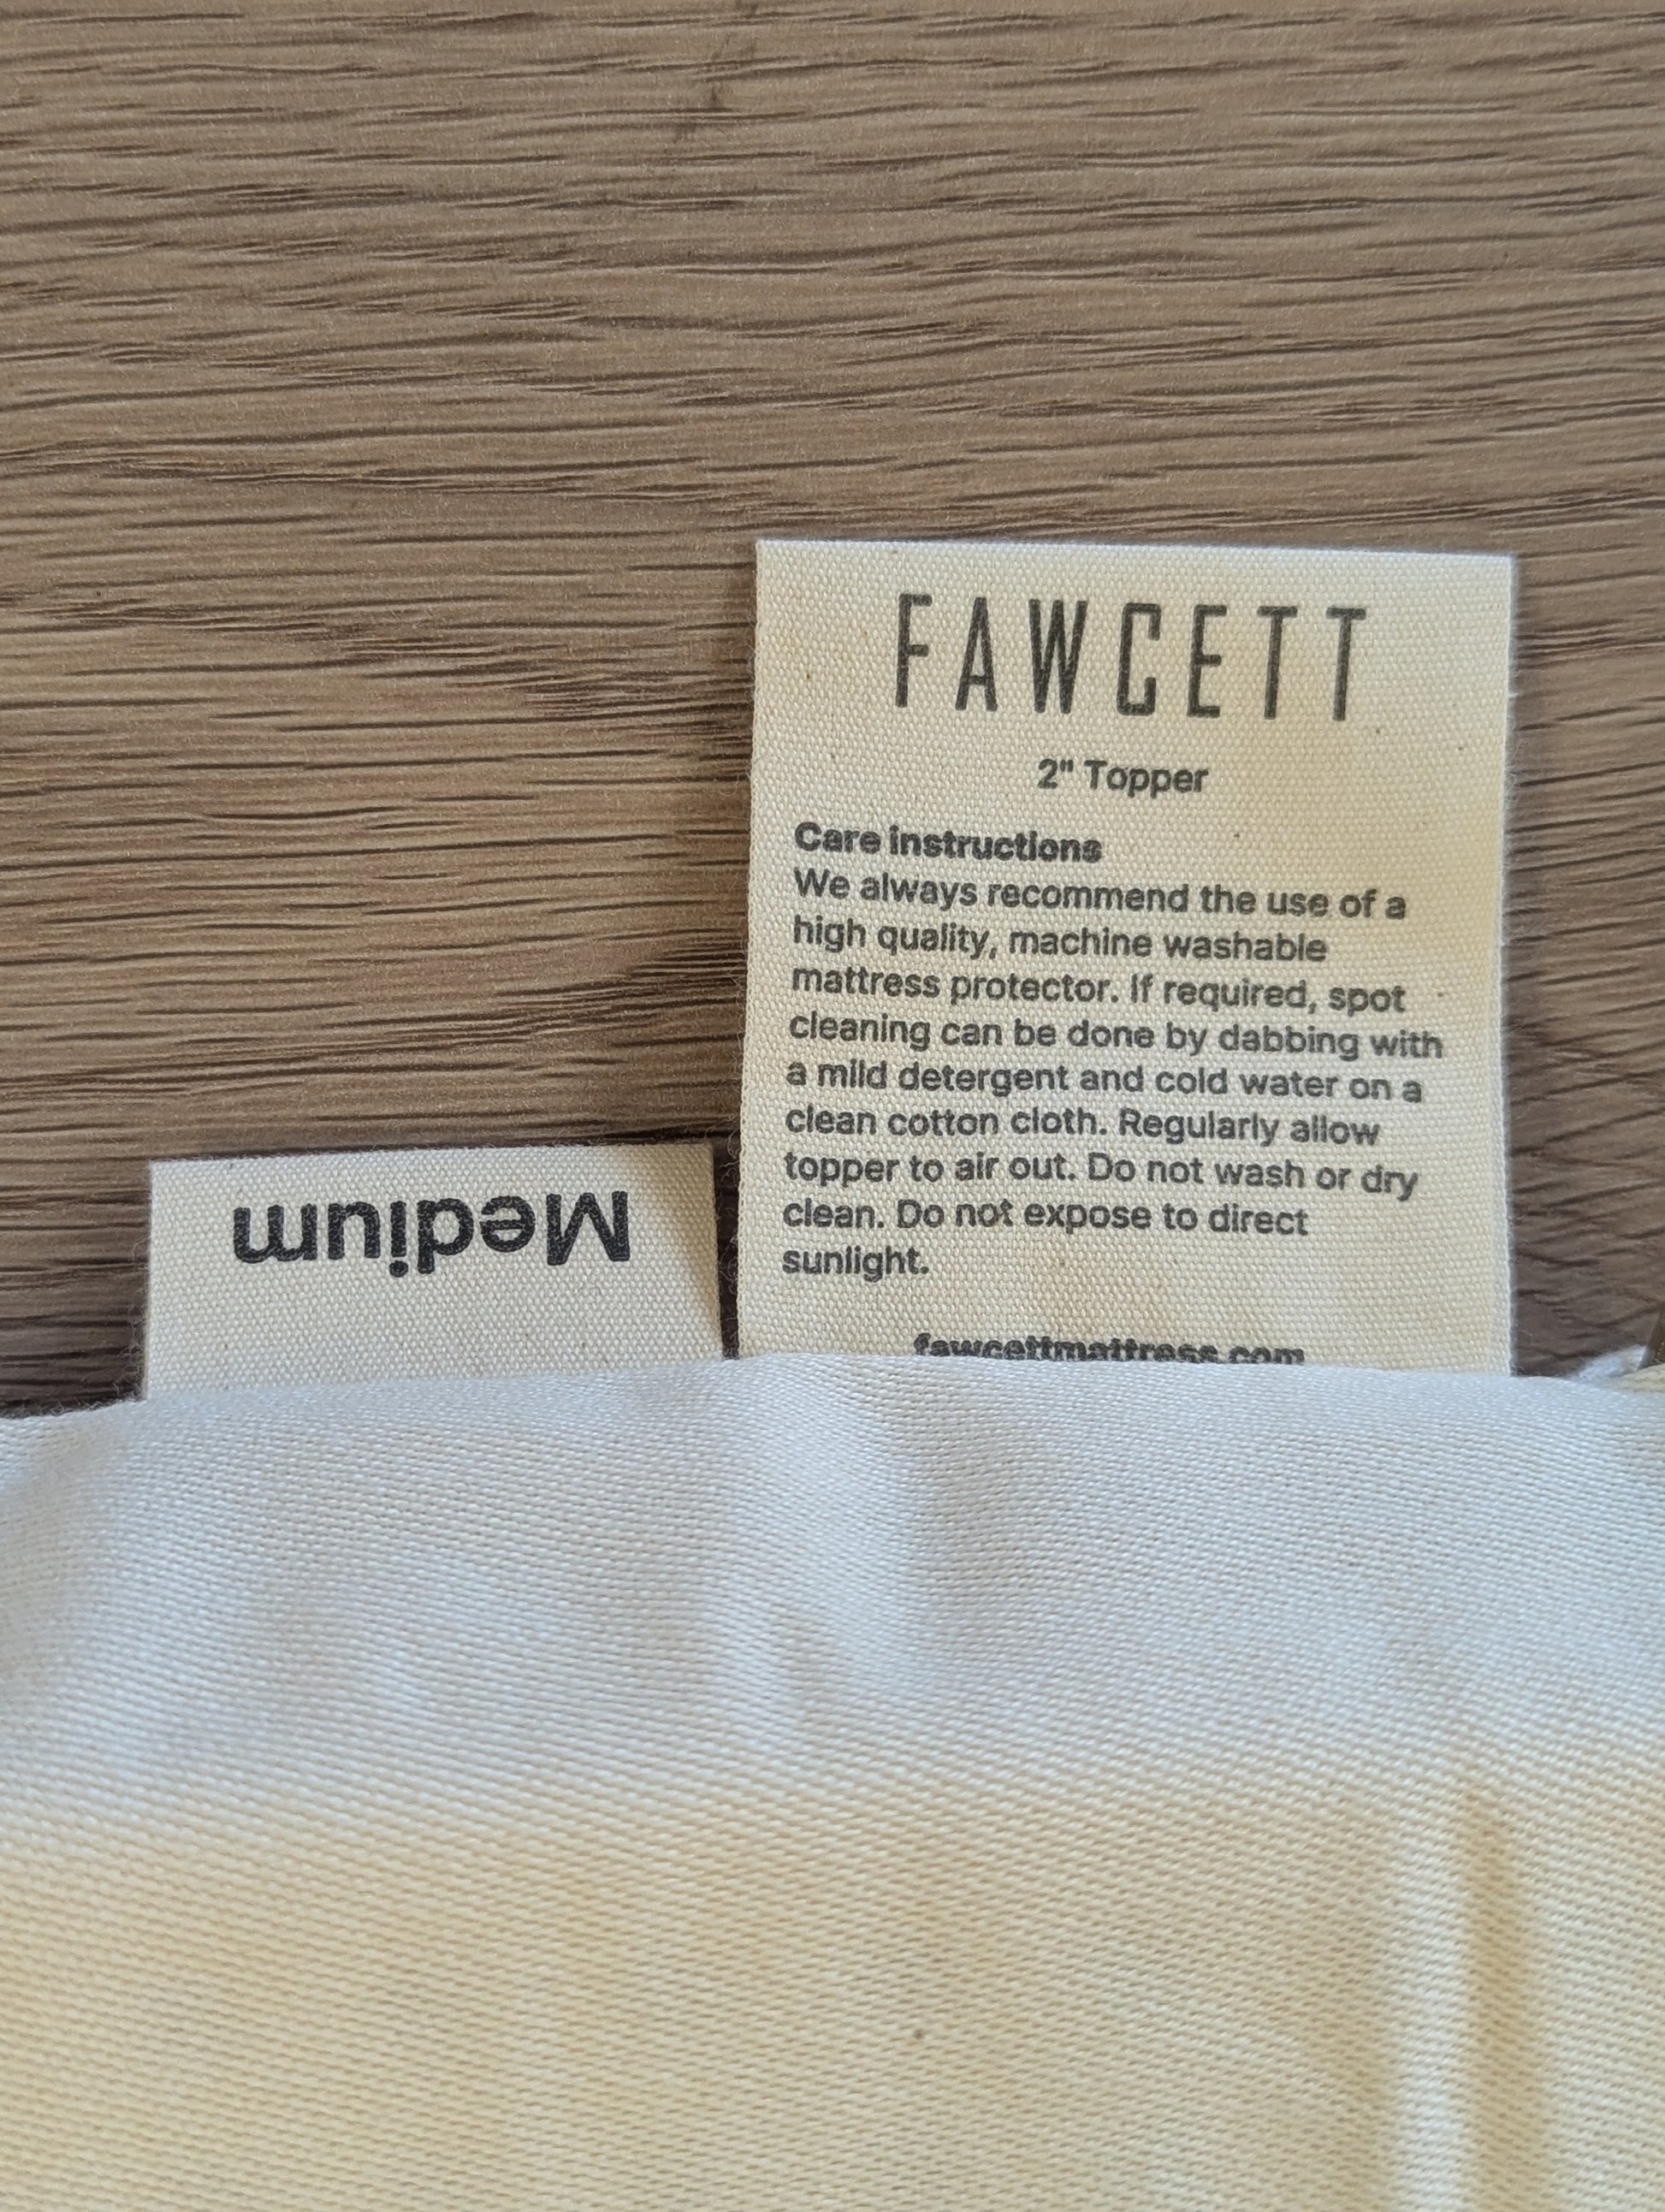 FAWCETT
2" Topper
Care instructions
We always recommend the use of a
high quality, machine washable
mattress protector. If required, spot
cleaning can be done by dabbing with
a mild detergent and cold water on a
clean cotton cloth. Regularly allow
topper to air out. Do not wash or dry
clean. Do not expose to direct
sunlight.
fawcettmattress.com
Medium